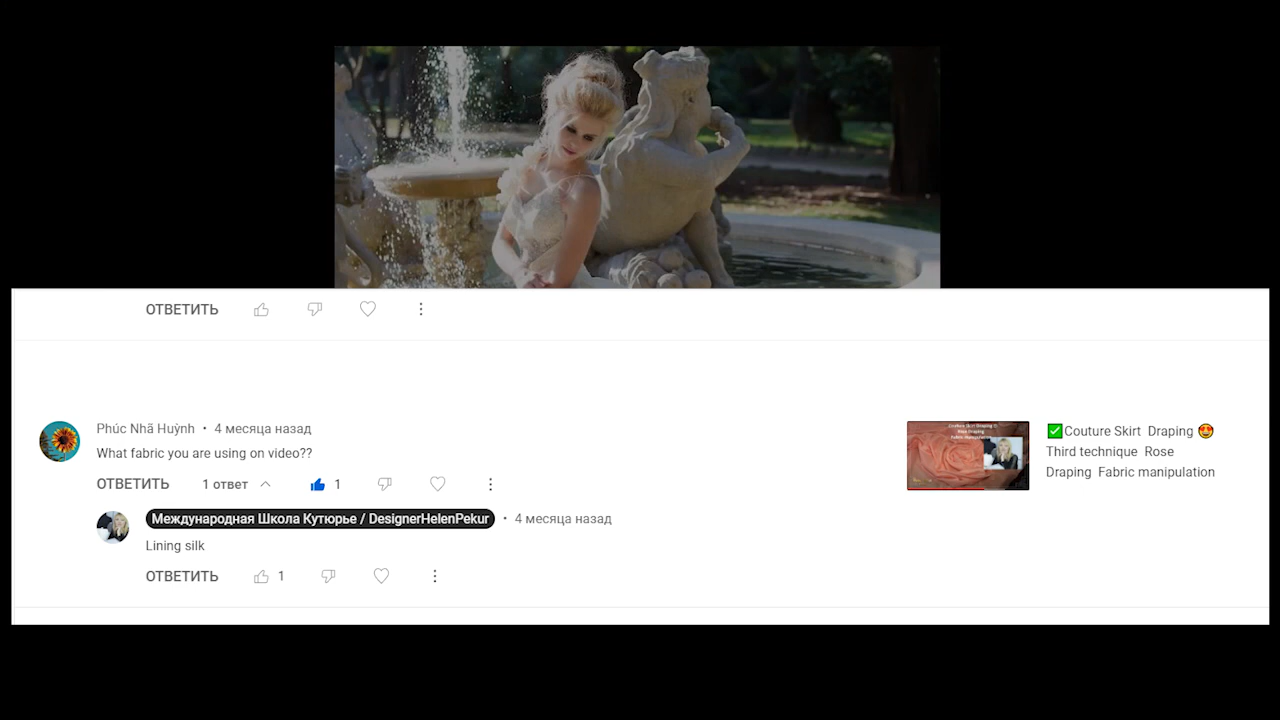 ОТВЕТИТЬ
Phúc Nhã Huỳnh • 4 месяца назад
What fabric you are using on video??
ОТВЕТИТЬ 1 ответ 1
Международная Школа Кутюрье / DesignerHelenPekur • 4 месяца назад
Lining silk
ОТВЕТИТЬ 1
✅Couture Skirt Draping 😍
Third technique Rose
Draping Fabric manipulation